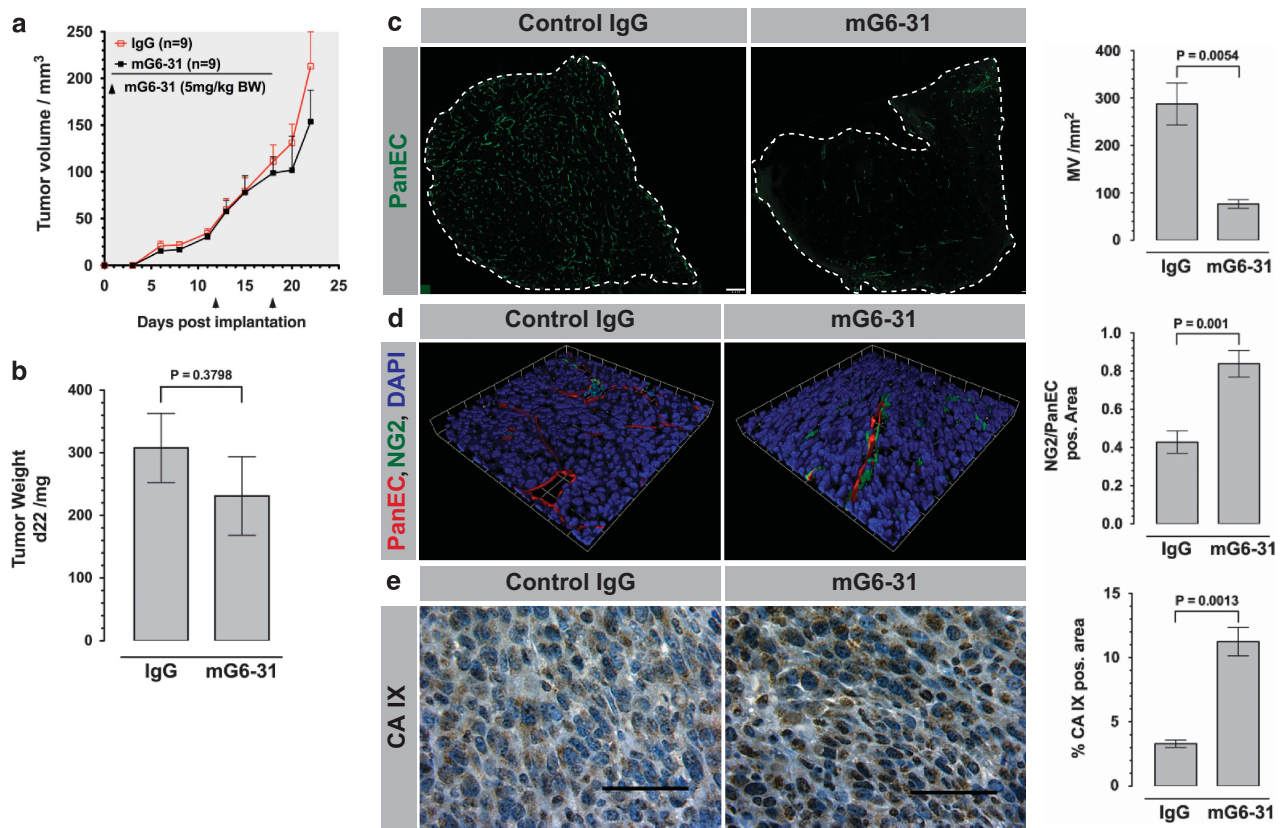 a
Tumor volume / mm3
250
200
150
100
50
0
IgG (n=9)
mG6-31 (n=9)
mG6-31 (5mg/kg BW)
0 5 10 15 20 25
Days post implantation
b
Tumor Weight
d22 /mg
400
300
200
100
0
P = 0.3798
IgG mG6-31
c
Control IgG mG6-31
PanEC
MV /mm2
400
300
200
100
0
P = 0.0054
IgG mG6-31
d
Control IgG mG6-31
PanEC, NG2, DAPI
NG2/PanEC
pos. Area
1.0
0.8
0.6
0.4
0.2
0.0
P = 0.001
IgG mG6-31
e
Control IgG mG6-31
CA IX
% CA IX pos. area
15
10
5
0
P = 0.0013
IgG mG6-31